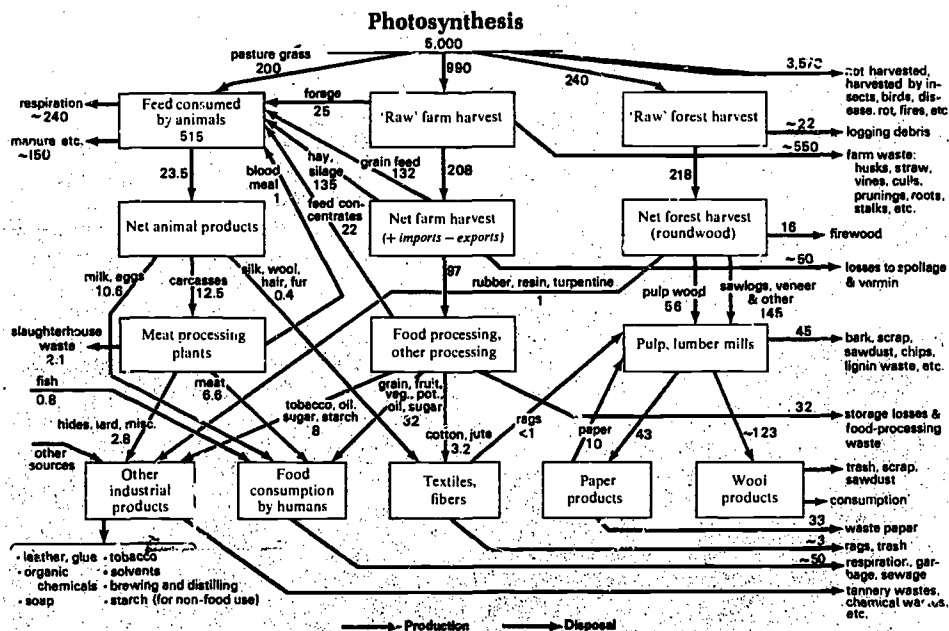 Photosynthesis
5,000
pasture grass
200
990
240
3,570
not harvested,
harvested by in-
sects, birds, dis-
ease, rot, fires, etc
respiration
~240
Feed consumed
by animals
515
forage
25
'Raw' farm harvest
'Raw' forest harvest
~22
logging debris
manure etc.
~150
~550
farm waste:
husks, straw,
vines, culls,
prunings, roots,
stalks, etc.
23.5
blood
meal
1
hay,
silage
135
grain feed
132
feed con-
centrates
22
208
218
Net animal products
Net farm harvest
(+ imports – exports)
Net forest harvest
(roundwood)
16
firewood
milk, eggs
10.6
carcasses
12.5
silk, wool,
hair, fur
0.4
97
rubber, resin, turpentine
1
~50
losses to spoilage
& vermin
pulp wood
56
sawlogs, veneer
& other
145
slaughterhouse
waste
2.1
Meat processing
plants
Food processing,
other processing
Pulp, lumber mills
45
bark, scrap,
sawdust, chips,
lignin waste, etc.
fish
0.8
meat
6.6
hides, lard, misc.
2.8
tobacco, oil,
sugar, starch
8
grain, fruit,
veg., pot.,
oil, sugar
32
cotton, jute
3.2
rags
<1
paper
10
43
~123
32
storage losses &
food-processing
waste
other
sources
Other
industrial
products
Food
consumption
by humans
Textiles,
fibers
Paper
products
Wool
products
trash, scrap,
sawdust
consumption
33
waste paper
~3
rags, trash
~50
respiration, gar-
bage, sewage
tannery wastes,
chemical wastes,
etc.
• leather, glue
• organic
chemicals
• soap
• tobacco
• solvents
• brewing and distilling
• starch (for non-food use)
Production
Disposal